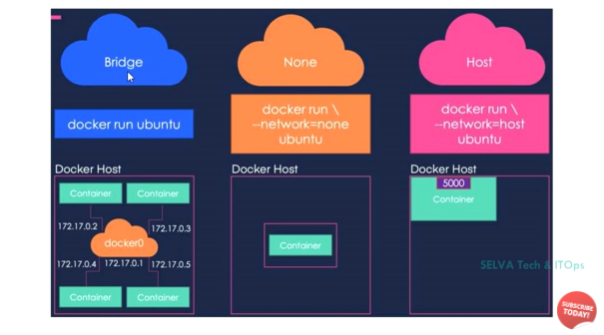 Bridge
None
Host
docker run ubuntu
docker run \
--network=none
ubuntu
docker run \
--network=host
ubuntu
Docker Host
Container
Container
172.17.0.2
172.17.0.3
docker0
172.17.0.4
172.17.0.1
172.17.0.5
Container
Container
Docker Host
Container
Docker Host
5000
Container
SELVA Tech & ITOps
SUBSCRIBE
TODAY!